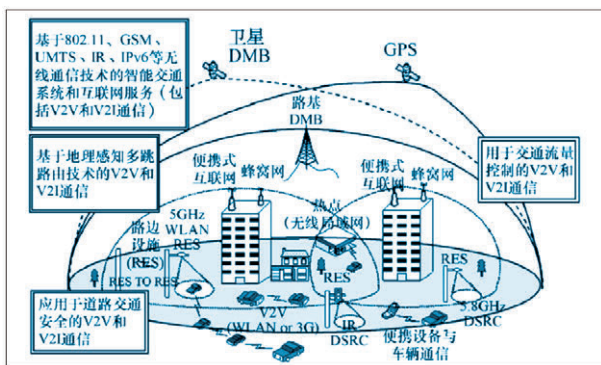 基于802.11、GSM、
UMTS、IR、IPv6等无
线通信技术的智能交通
系统和互联网服务（包
括V2V和V2I通信）
卫星
DMB
GPS
路基
DMB
基于地理感知多跳
路由技术的V2V和
V2I通信
便携式
互联网
蜂窝网
便携式
互联网
蜂窝网
用于交通流量
控制的V2V和
V2I通信
热点
（无线局域网）
5GHz
WLAN
RES
路边
设施
(RES)
RES TO RES
RES
RES
应用于道路交通
安全的V2V和
V2I通信
V2V
(WLAN or 3G)
IR
DSRC
5.8GHz
DSRC
便携设备与
车辆通信